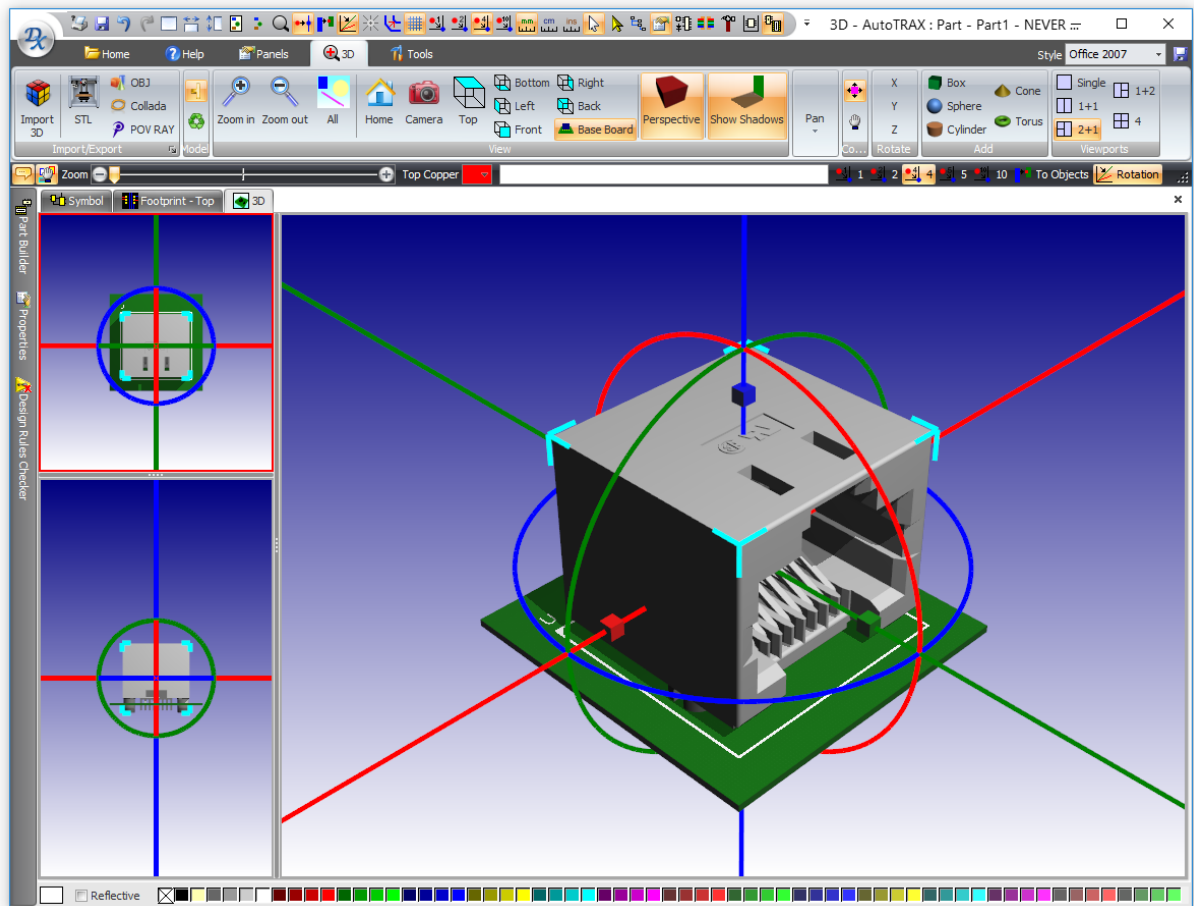 Dx
3D - AutoTRAX : Part - Part1 - NEVER ...
Home Help Panels 3D Tools Style Office 2007
OBJ Bottom Right X Box Cone Single 1+2
Import 3D STL Collada Zoom in Zoom out All Home Camera Top Left Back Perspective Show Shadows Pan Y Sphere Torus 1+1 4
POV RAY Front Base Board Z Cylinder 2+1
Import/Export Model View Co... Rotate Add Viewports
Zoom Top Copper 1 2 4 5 10 To Objects Rotation
Symbol Footprint - Top 3D
Part Builder
Properties
Design Rules Checker
Reflective